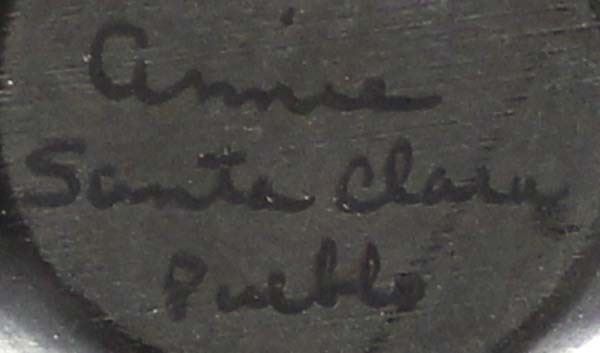 Annie
Santa Clara
Pueblo